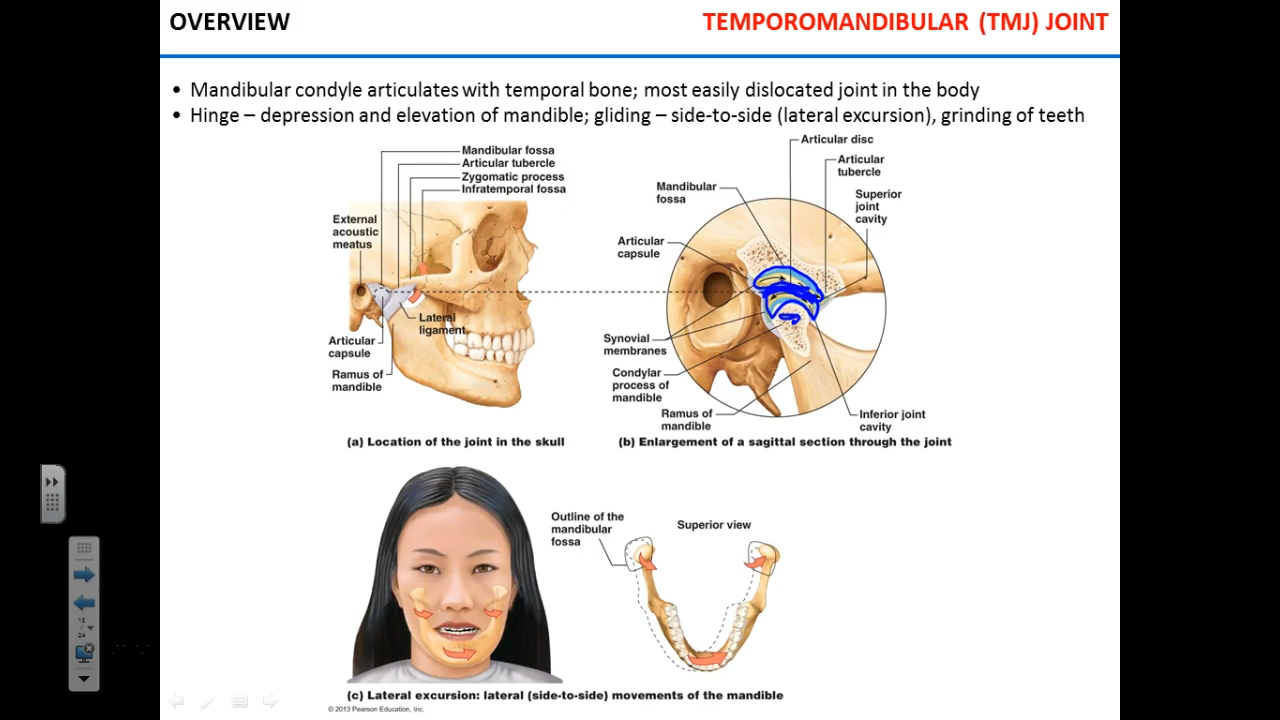 OVERVIEW
TEMPOROMANDIBULAR (TMJ) JOINT
• Mandibular condyle articulates with temporal bone; most easily dislocated joint in the body
• Hinge – depression and elevation of mandible; gliding – side-to-side (lateral excursion), grinding of teeth
Mandibular fossa
Articular tubercle
Zygomatic process
Infratemporal fossa
External
acoustic
meatus
Lateral
ligament
Articular
capsule
Ramus of
mandible
(a) Location of the joint in the skull
Articular disc
Articular
tubercle
Mandibular
fossa
Superior
joint
cavity
Articular
capsule
Synovial
membranes
Condylar
process of
mandible
Ramus of
mandible
Inferior joint
cavity
(b) Enlargement of a sagittal section through the joint
Outline of the
mandibular
fossa
Superior view
(c) Lateral excursion: lateral (side-to-side) movements of the mandible
© 2013 Pearson Education, Inc.
18
24